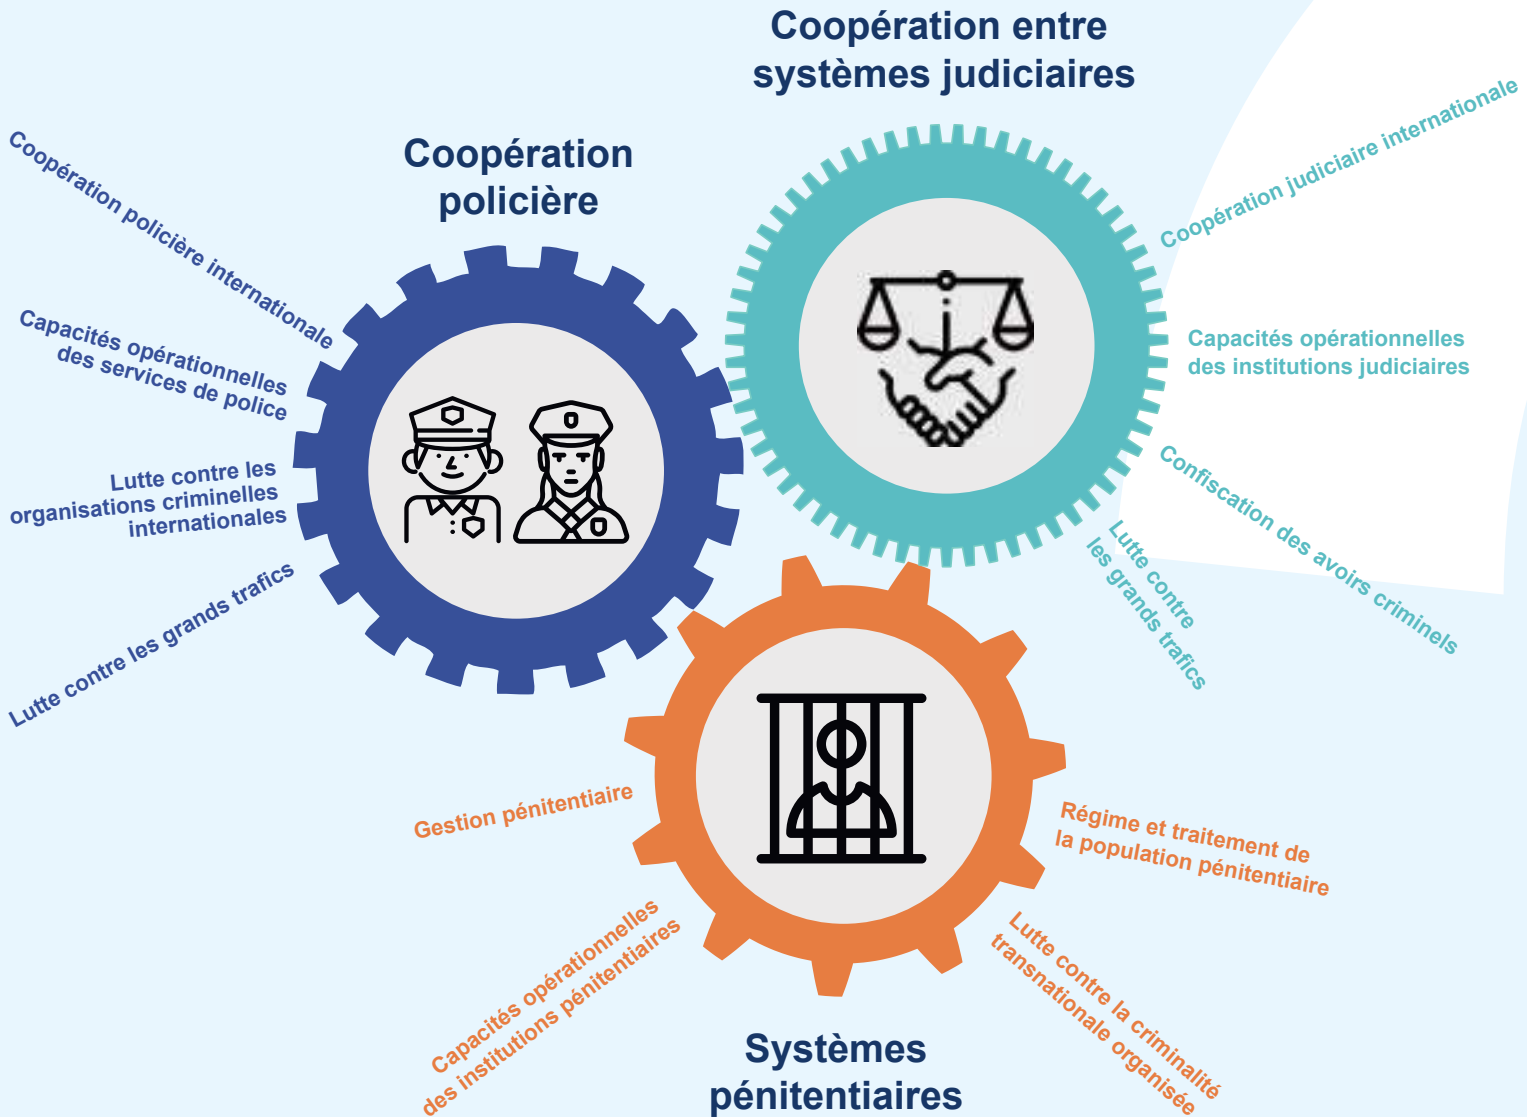 Coopération entre
systèmes judiciaires
Coopération
policière
Coopération policière internationale
Capacités opérationnelles
des services de police
Lutte contre les
organisations criminelles
internationales
Lutte contre les grands trafics
Coopération judiciaire internationale
Capacités opérationnelles
des institutions judiciaires
Confiscation des avoirs criminels
Lutte contre
les grands trafics
Gestion pénitentiaire
Capacités opérationnelles
des institutions pénitentiaires
Régime et traitement de
la population pénitentiaire
Lutte contre la criminalité
transnationale organisée
Systèmes
pénitentiaires